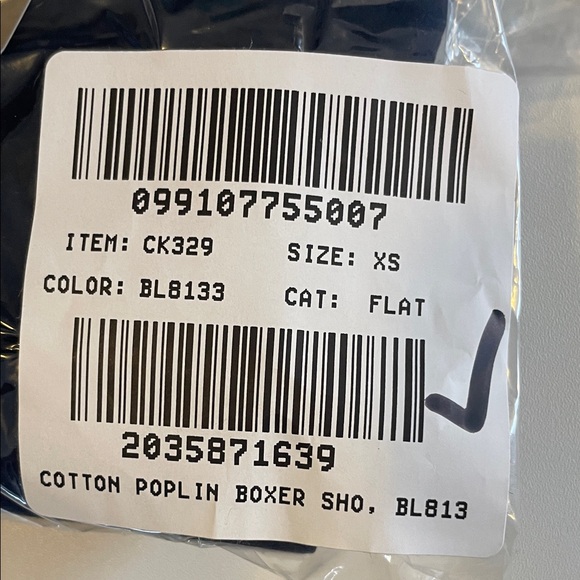 099107755007
ITEM: CK329 SIZE: XS
COLOR: BL8133 CAT: FLAT
2035871639
COTTON POPLIN BOXER SHO, BL813